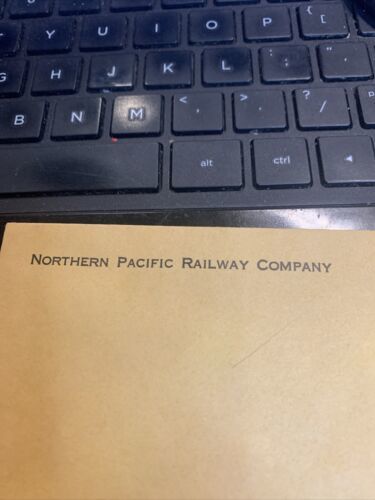 Y U I O P { [
G H J K L : ;
B N M < , > . ? /
alt ctrl
NORTHERN PACIFIC RAILWAY COMPANY